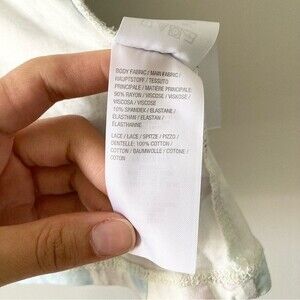 BODY FABRIC / MAIN FABRIC /
HAUPTSTOFF / TESSUTO
PRINCIPALE / MATIÈRE PRINCIPALE:
90% RAYON / VISCOSE / VISKOSE /
VISCOSA / VISCOSE
10% SPANDEX / ELASTANE /
ELASTHAN / ELASTAN /
ELASTHANNE
LACE / LACE / SPITZE / PIZZO /
DENTELLE: 100% COTTON /
COTTON / BAUMWOLLE / COTONE /
COTON